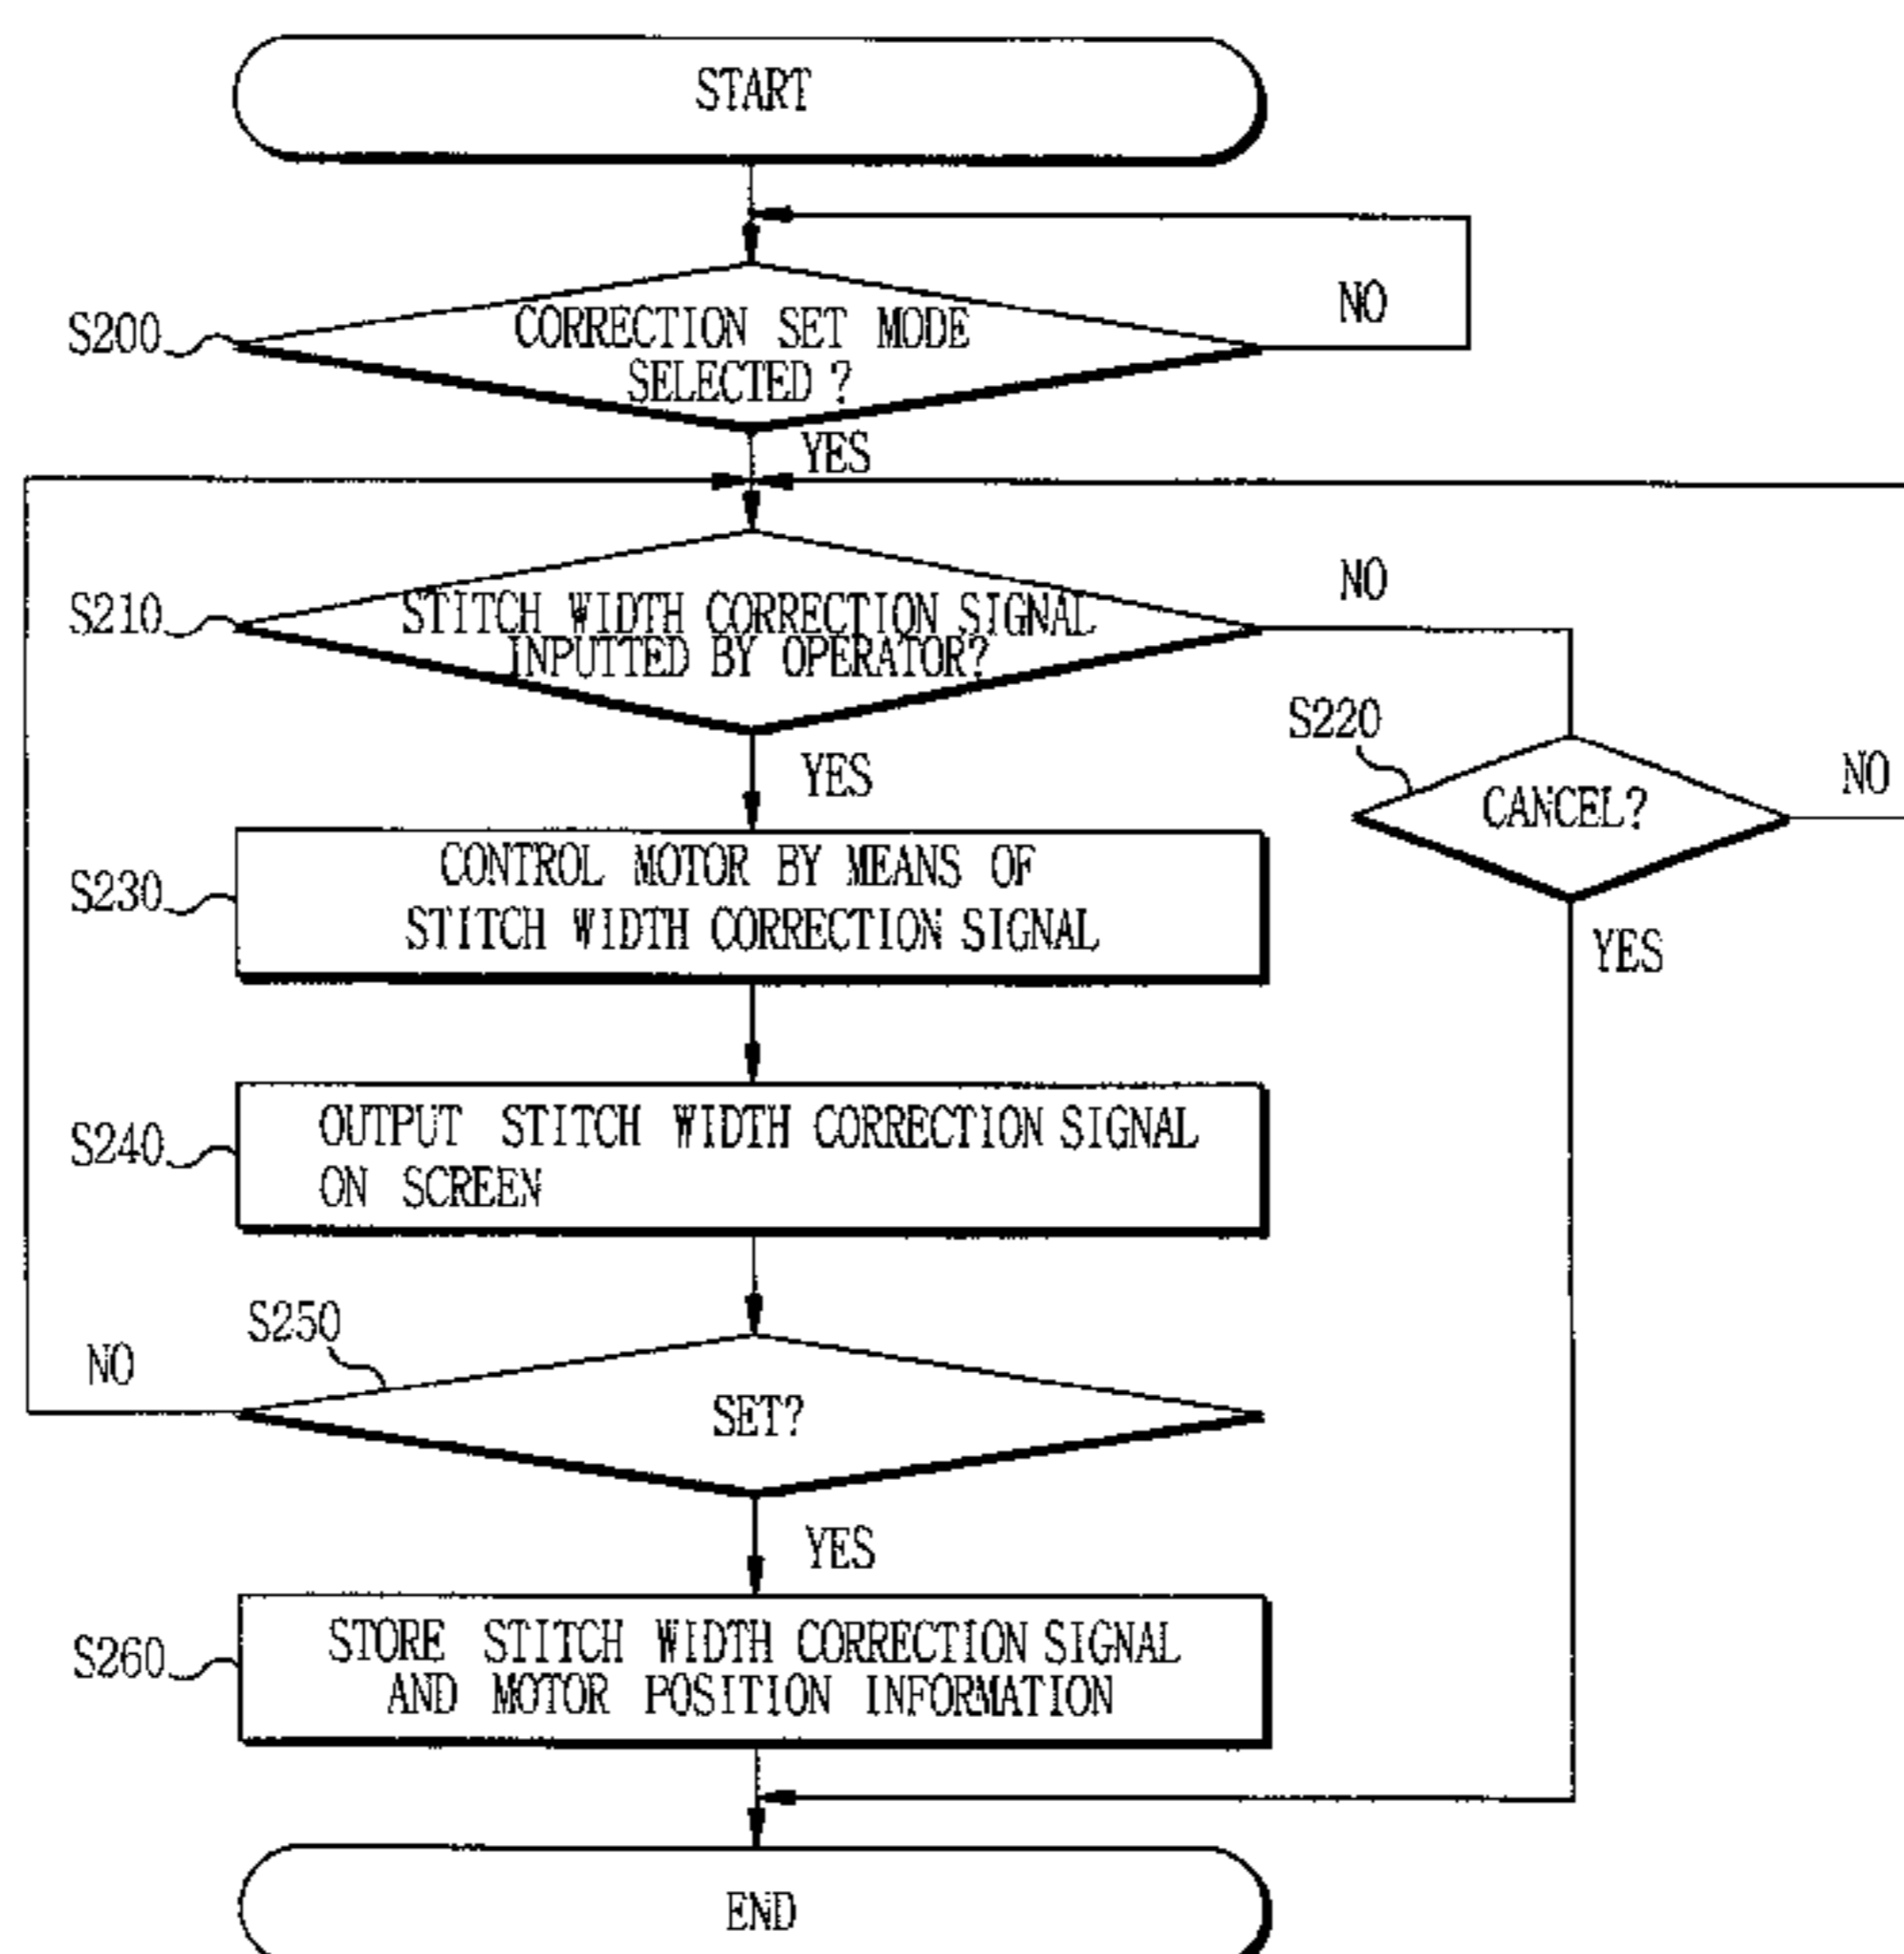 START
NO
S200
CORRECTION SET MODE
SELECTED ?
YES
NO
S210
STITCH WIDTH CORRECTION SIGNAL
INPUTTED BY OPERATOR?
S220
YES
CANCEL?
NO
S230
CONTROL MOTOR BY MEANS OF
STITCH WIDTH CORRECTION SIGNAL
YES
S240
OUTPUT STITCH WIDTH CORRECTION SIGNAL
ON SCREEN
S250
NO
SET?
YES
S260
STORE STITCH WIDTH CORRECTION SIGNAL
AND MOTOR POSITION INFORMATION
END